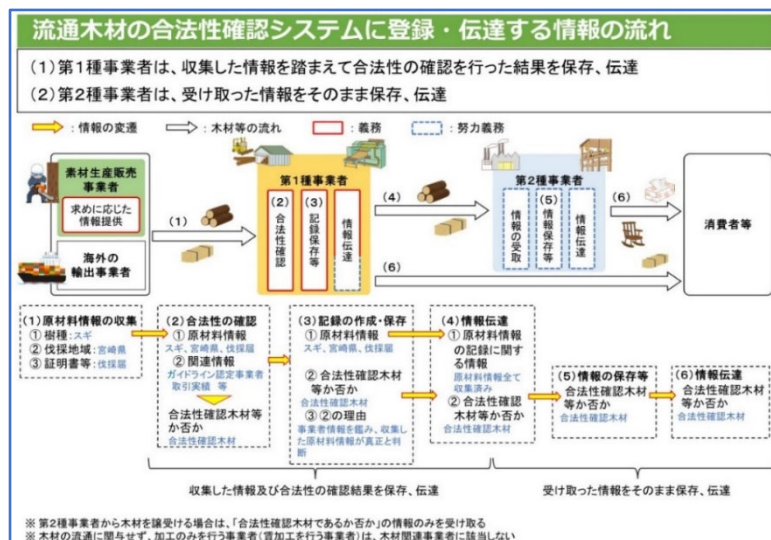 流通木材の合法性確認システムに登録・伝達する情報の流れ
(1)第1種事業者は、収集した情報を踏まえて合法性の確認を行った結果を保存、伝達
(2)第2種事業者は、受け取った情報をそのまま保存、伝達
:情報の変遷
:木材等の流れ
:義務
:努力義務
素材生産販売
事業者
求めに応じた
情報提供
海外の
輸出事業者
(1)
第1種事業者
(2)
合法性確認
(3)
記録保存等
情報伝達
(4)
(6)
第2種事業者
情報の受取
(5)
情報保存等
情報伝達
(6)
消費者等
(1)原材料情報の収集
① 樹種:スギ
② 伐採地域:宮崎県
③ 証明書等:伐採届
(2)合法性の確認
① 原材料情報
スギ、宮崎県、伐採届
② 関連情報
ガイドライン認定事業者
取引実績 等
合法性確認木材等
か否か
合法性確認木材
(3)記録の作成・保存
① 原材料情報
スギ、宮崎県、伐採届
② 合法性確認木材
等か否か
合法性確認木材
③ ②の理由
事業者情報を鑑み、収集し
た原材料情報が真正と判
断
(4)情報伝達
① 原材料情報
の記録に関す
る情報
原材料情報全て
収集済み
② 合法性確認
木材等か否か
合法性確認木材
(5)情報の保存等
合法性確認木材
等か否か
合法性確認木材
(6)情報伝達
合法性確認木材
等か否か
合法性確認木材
収集した情報及び合法性の確認結果を保存、伝達
受け取った情報をそのまま保存、伝達
※ 第2種事業者から木材を譲受ける場合は、「合法性確認木材であるか否か」の情報のみを受け取る
※ 木材の流通に関与せず、加工のみを行う事業者(賃加工を行う事業者)は、木材関連事業者に該当しない